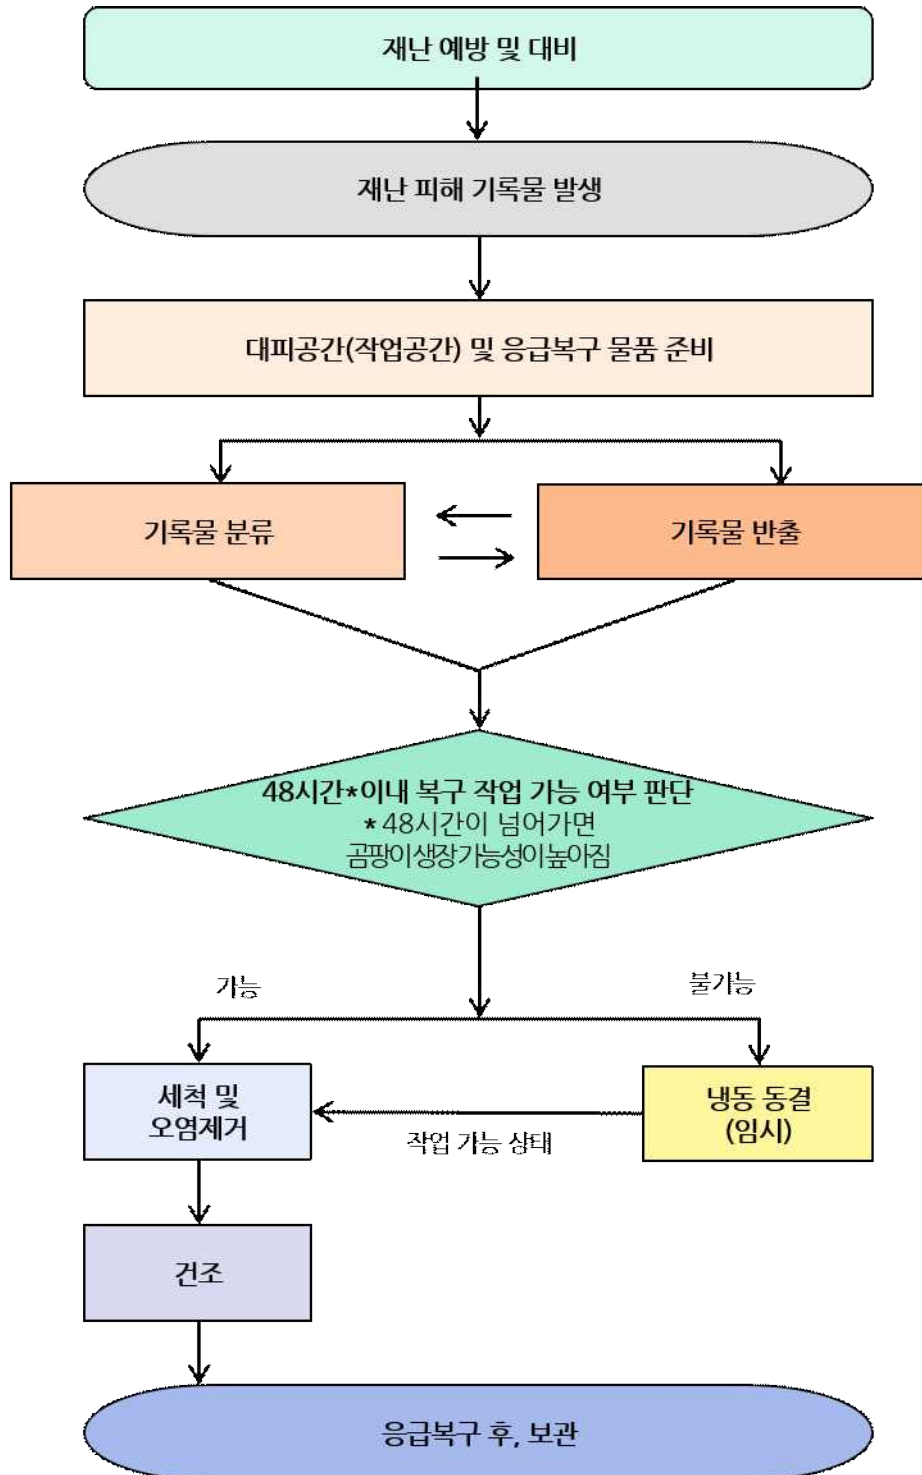 재난 예방 및 대비
재난 피해 기록물 발생
대피공간(작업공간) 및 응급복구 물품 준비
기록물 분류
기록물 반출
48시간*이내 복구 작업 가능 여부 판단
* 48시간이 넘어가면
곰팡이생장가능성이높아짐
가능
불가능
세척 및
오염제거
냉동 동결
(임시)
작업 가능 상태
건조
응급복구 후, 보관